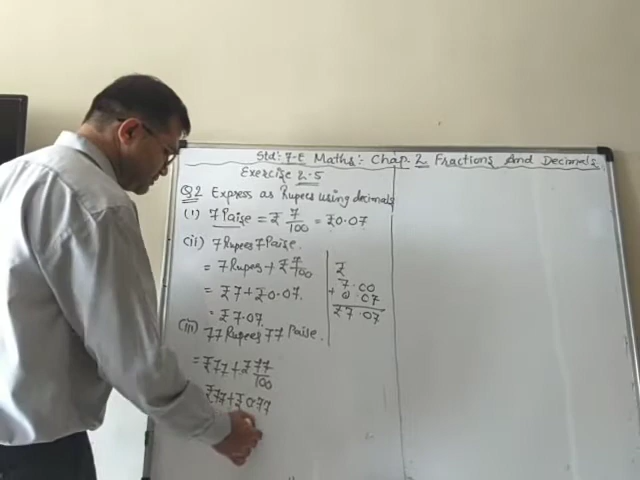 Std: 7-E Maths:- Chap 2 Fractions And Decimals
Exercise 2.5
Q.2 Express as Rupees using decimals
(i) 7 Paise = ₹ 7/100 = ₹0.07
(ii) 7 Rupees 7 Paise.
= 7 Rupees + ₹ 7/100
= ₹7 + ₹0.07.
= ₹7.07.
₹
7.00
+ 0.07
₹7.07
(iii) 77 Rupees 77 Paise.
= ₹77 + ₹77/100
₹77 + ₹0.77